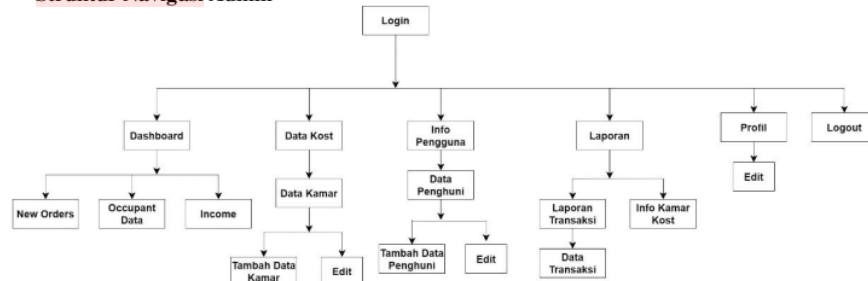 Struktur Navigasi Admin
Login
Dashboard
Data Kost
Info
Pengguna
Laporan
Profil
Logout
New Orders
Occupant
Data
Income
Data Kamar
Tambah Data
Kamar
Edit
Data
Penghuni
Tambah Data
Penghuni
Edit
Laporan
Transaksi
Info Kamar
Kost
Data
Transaksi
Edit